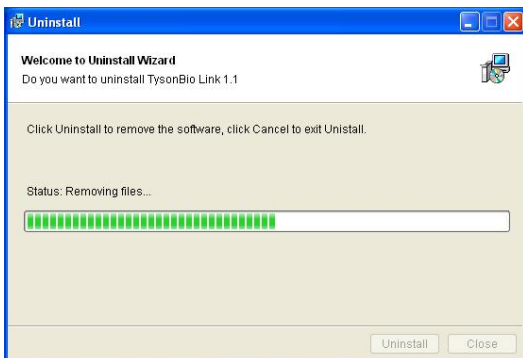 Uninstall
Welcome to Uninstall Wizard
Do you want to uninstall TysonBio Link 1.1
Click Uninstall to remove the software, click Cancel to exit Unistall.
Status: Removing files...
Uninstall
Close